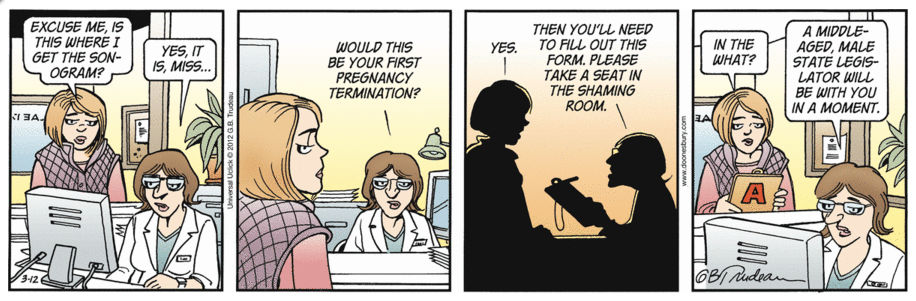 EXCUSE ME, IS
THIS WHERE I
GET THE SON-
OGRAM?
YES, IT
IS, MISS...
3-12
Universal Uclick © 2012 G.B. Trudeau
WOULD THIS
BE YOUR FIRST
PREGNANCY
TERMINATION?
YES.
THEN YOU'LL NEED
TO FILL OUT THIS
FORM. PLEASE
TAKE A SEAT IN
THE SHAMING
ROOM.
www.doonesbury.com
IN THE
WHAT?
A MIDDLE-
AGED, MALE
STATE LEGIS-
LATOR WILL
BE WITH YOU
IN A MOMENT.
A
GBTrudeau